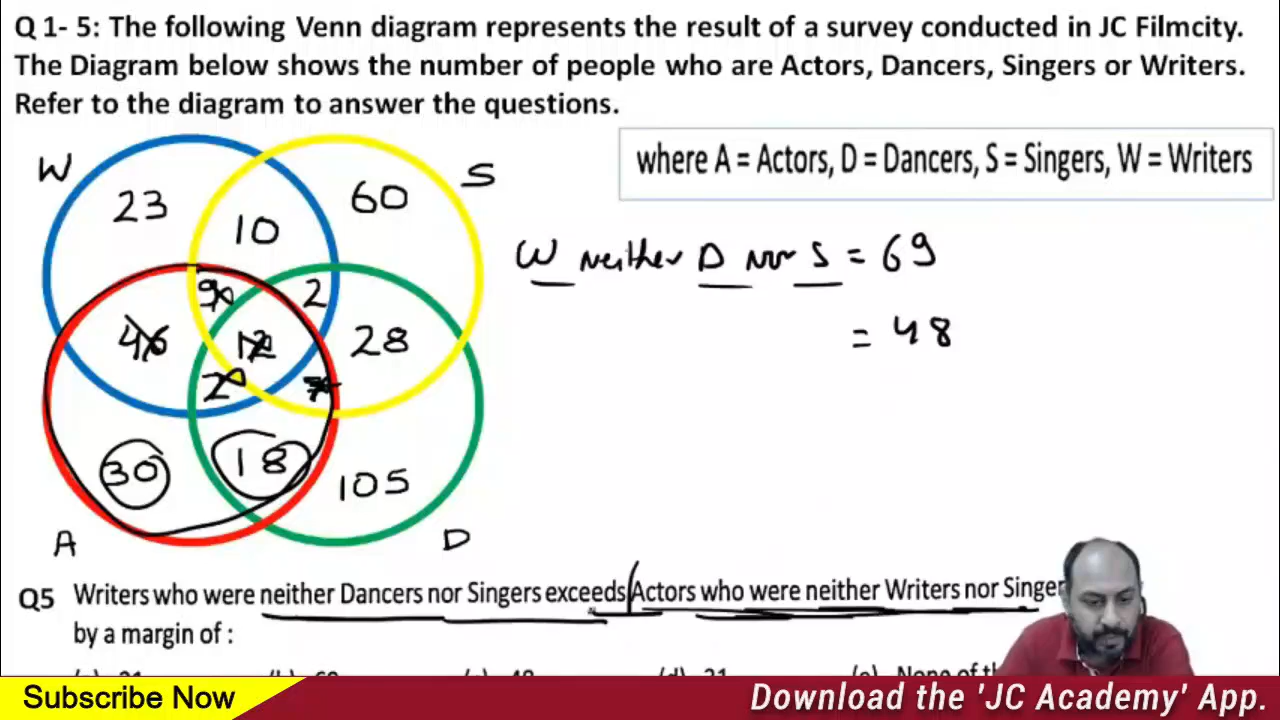 Q 1- 5: The following Venn diagram represents the result of a survey conducted in JC Filmcity.
The Diagram below shows the number of people who are Actors, Dancers, Singers or Writers.
Refer to the diagram to answer the questions.
where A = Actors, D = Dancers, S = Singers, W = Writers
W
S
23
60
10
W neither D nor S = 69
9
2
46
12
28
= 48
2
30
18
105
A
D
Q5 Writers who were neither Dancers nor Singers exceeds Actors who were neither Writers nor Singer
by a margin of :
Subscribe Now
Download the 'JC Academy' App.